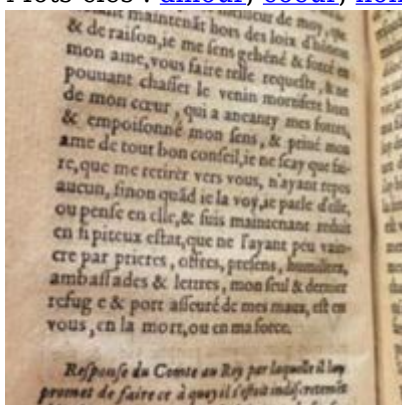 Mots clés : amour, cœur, hon
maintenãt hors des loix d'hõneur
& de raison, ie me sens gehéné & forcé en
mon ame, vous faire telle requeste, & ne
pouuant chasser le venin mortifere hors
de mon cœur, qui a aneanty mes forces,
& empoisonné mon sens, & priué mon
ame de tout bon conseil, ie ne sçay que fai-
re, que me retirer vers vous, n'ayant repos
aucun, sinon quãd ie la voy, ie parle d'elle,
ou pense en elle, & suis maintenant reduit
en si piteux estat, que ne l'ayant peu vain-
cre par prieres, offres, presens, humilitez,
ambassades & lettres, mon seul & dernier
refuge & port asseuré de mes maux, est en
vous, en la mort, ou en ma force.
Response du Comte au Roy par laquelle il luy
promet de faire ce à quoy il s'estoit indiscretement